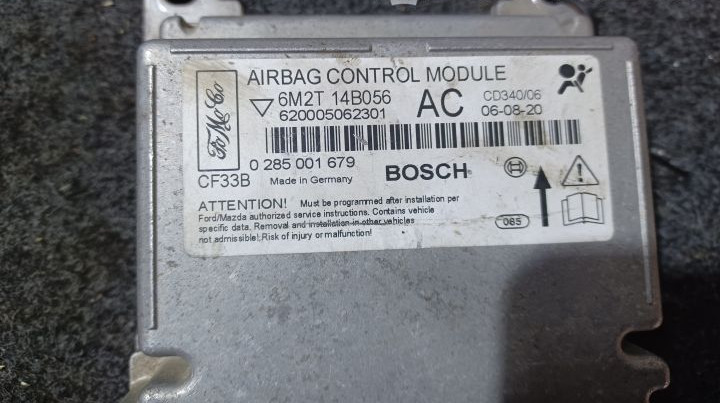 AIRBAG CONTROL MODULE
FoMoCo
6M2T 14B056 AC CD340/06
620005062301 06-08-20
0 285 001 679 BOSCH
CF33B Made in Germany
ATTENTION! Must be programmed after installation per
Ford/Mazda authorized service instructions. Contains vehicle
specific data. Removal and installation in other vehicles
not admissible! Risk of injury or malfunction!
065